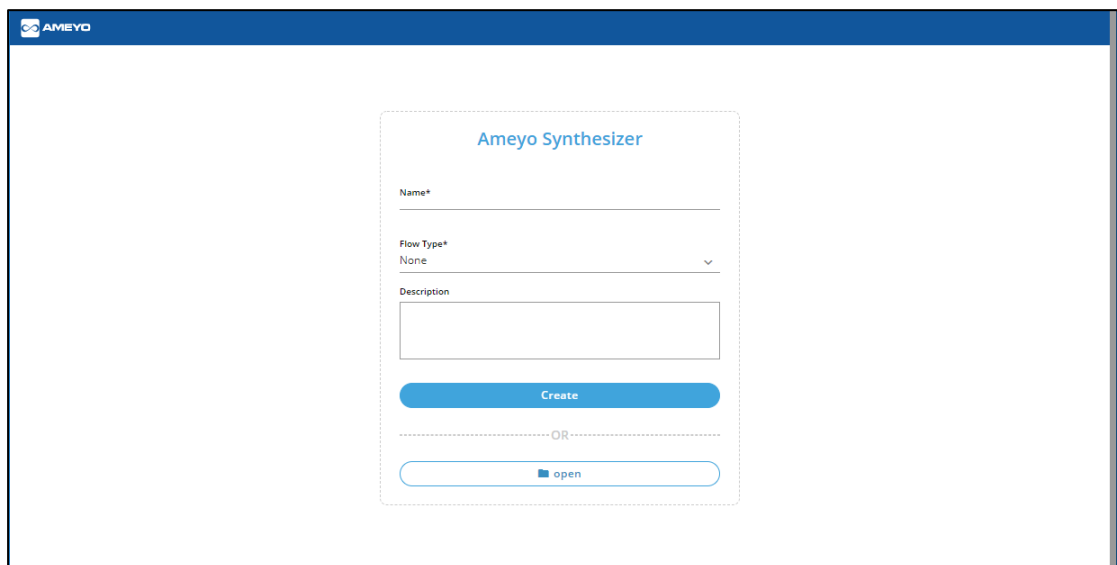 AMEYO
Ameyo Synthesizer
Name*
Flow Type*
None
Description
Create
OR
open